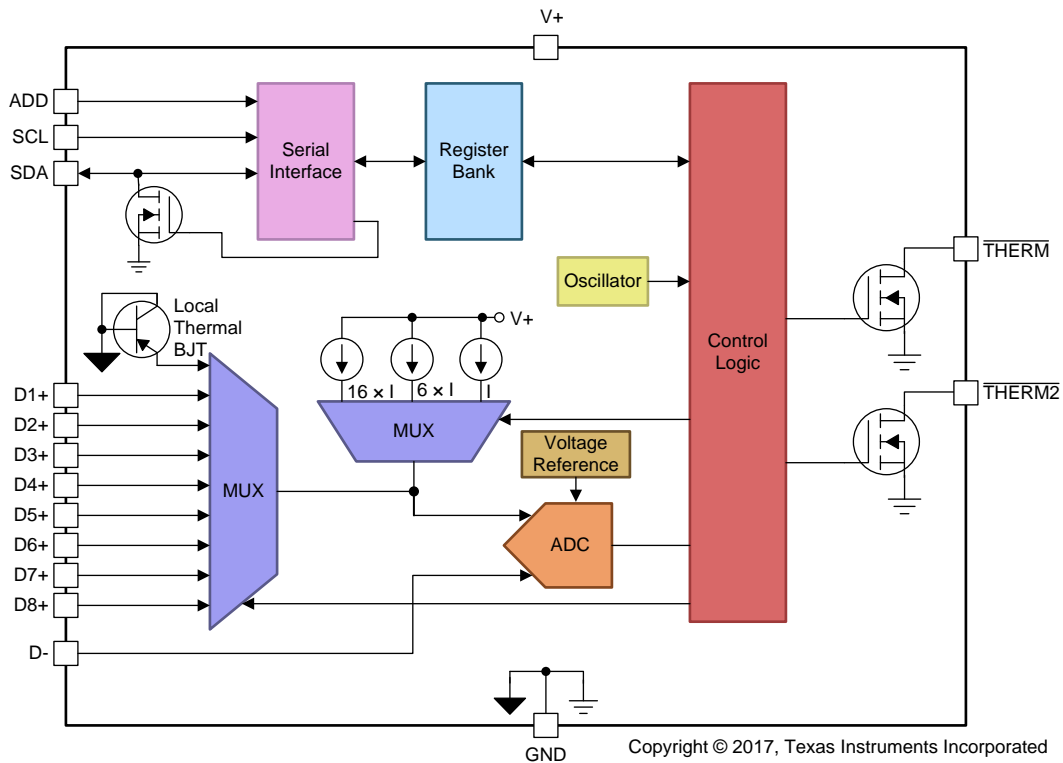 V+
ADD
SCL
SDA
Serial
Interface
Register
Bank
Oscillator
Control
Logic
THERM
THERM2
Local
Thermal
BJT
V+
16 × I
6 × I
I
MUX
Voltage
Reference
D1+
D2+
D3+
D4+
D5+
D6+
D7+
D8+
D-
MUX
ADC
GND
Copyright © 2017, Texas Instruments Incorporated